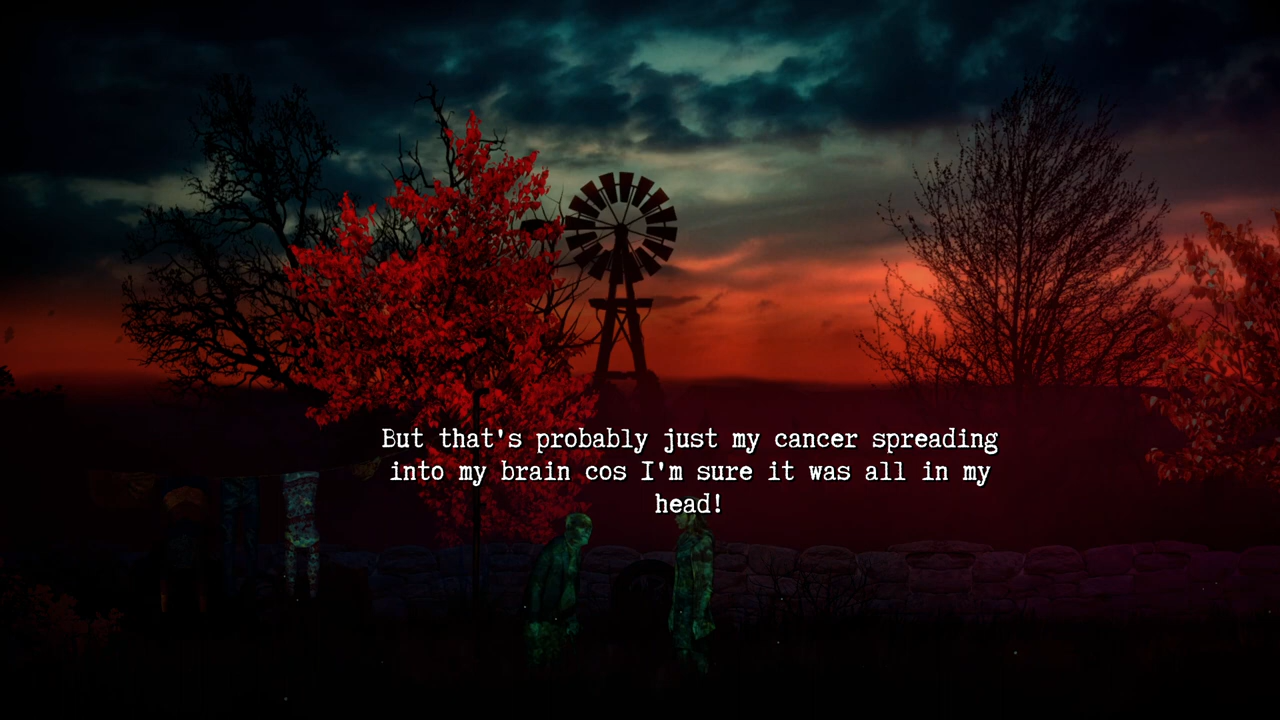 But that's probably just my cancer spreading
into my brain cos I'm sure it was all in my
head!